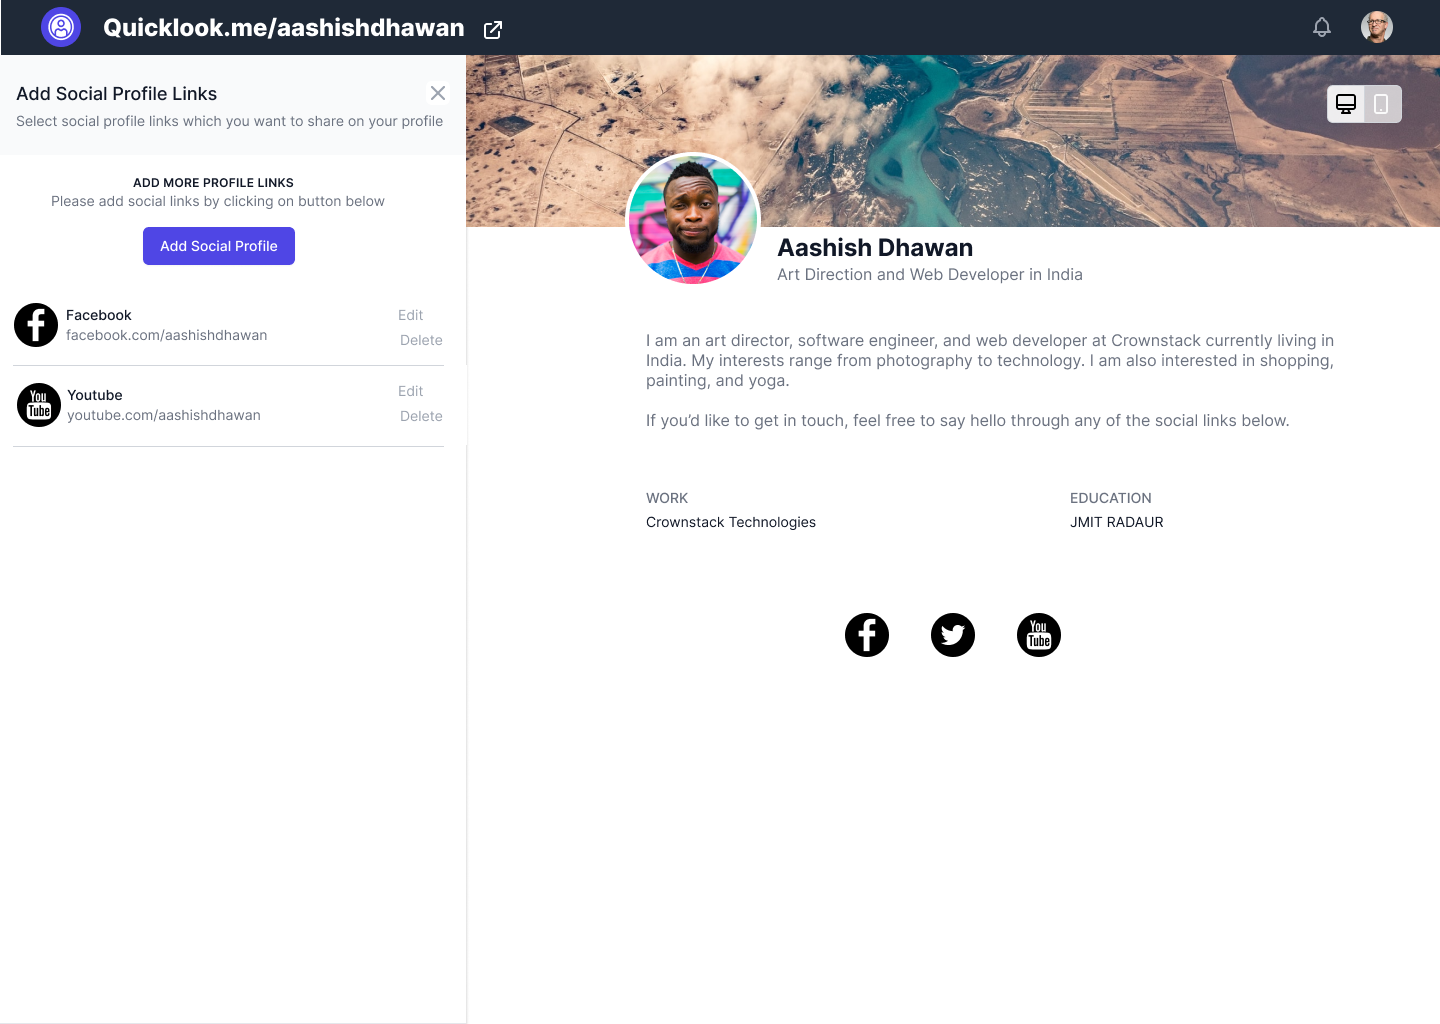 Quicklook.me/aashishdhawan
Add Social Profile Links
Select social profile links which you want to share on your profile
ADD MORE PROFILE LINKS
Please add social links by clicking on button below
Add Social Profile
Facebook
facebook.com/aashishdhawan
Edit
Delete
You
Tube
Youtube
youtube.com/aashishdhawan
Edit
Delete
Aashish Dhawan
Art Direction and Web Developer in India
I am an art director, software engineer, and web developer at Crownstack currently living in
India. My interests range from photography to technology. I am also interested in shopping,
painting, and yoga.
If you’d like to get in touch, feel free to say hello through any of the social links below.
WORK
Crownstack Technologies
EDUCATION
JMIT RADAUR
You
Tube